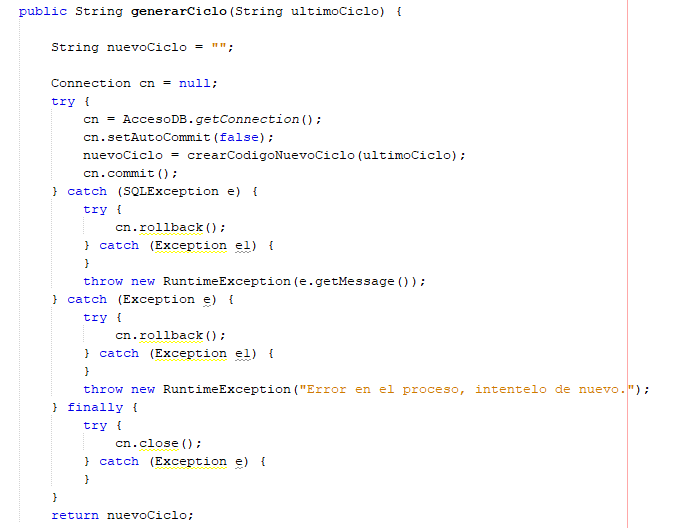 public String generarCiclo(String ultimoCiclo) {
String nuevoCiclo = "";
Connection cn = null;
try {
cn = AccesoDB.getConnection();
cn.setAutoCommit(false);
nuevoCiclo = crearCodigoNuevoCiclo(ultimoCiclo);
cn.commit();
} catch (SQLException e) {
try {
cn.rollback();
} catch (Exception e1) {
}
throw new RuntimeException(e.getMessage());
} catch (Exception e) {
try {
cn.rollback();
} catch (Exception e1) {
}
throw new RuntimeException("Error en el proceso, intentelo de nuevo.");
} finally {
try {
cn.close();
} catch (Exception e) {
}
}
return nuevoCiclo;